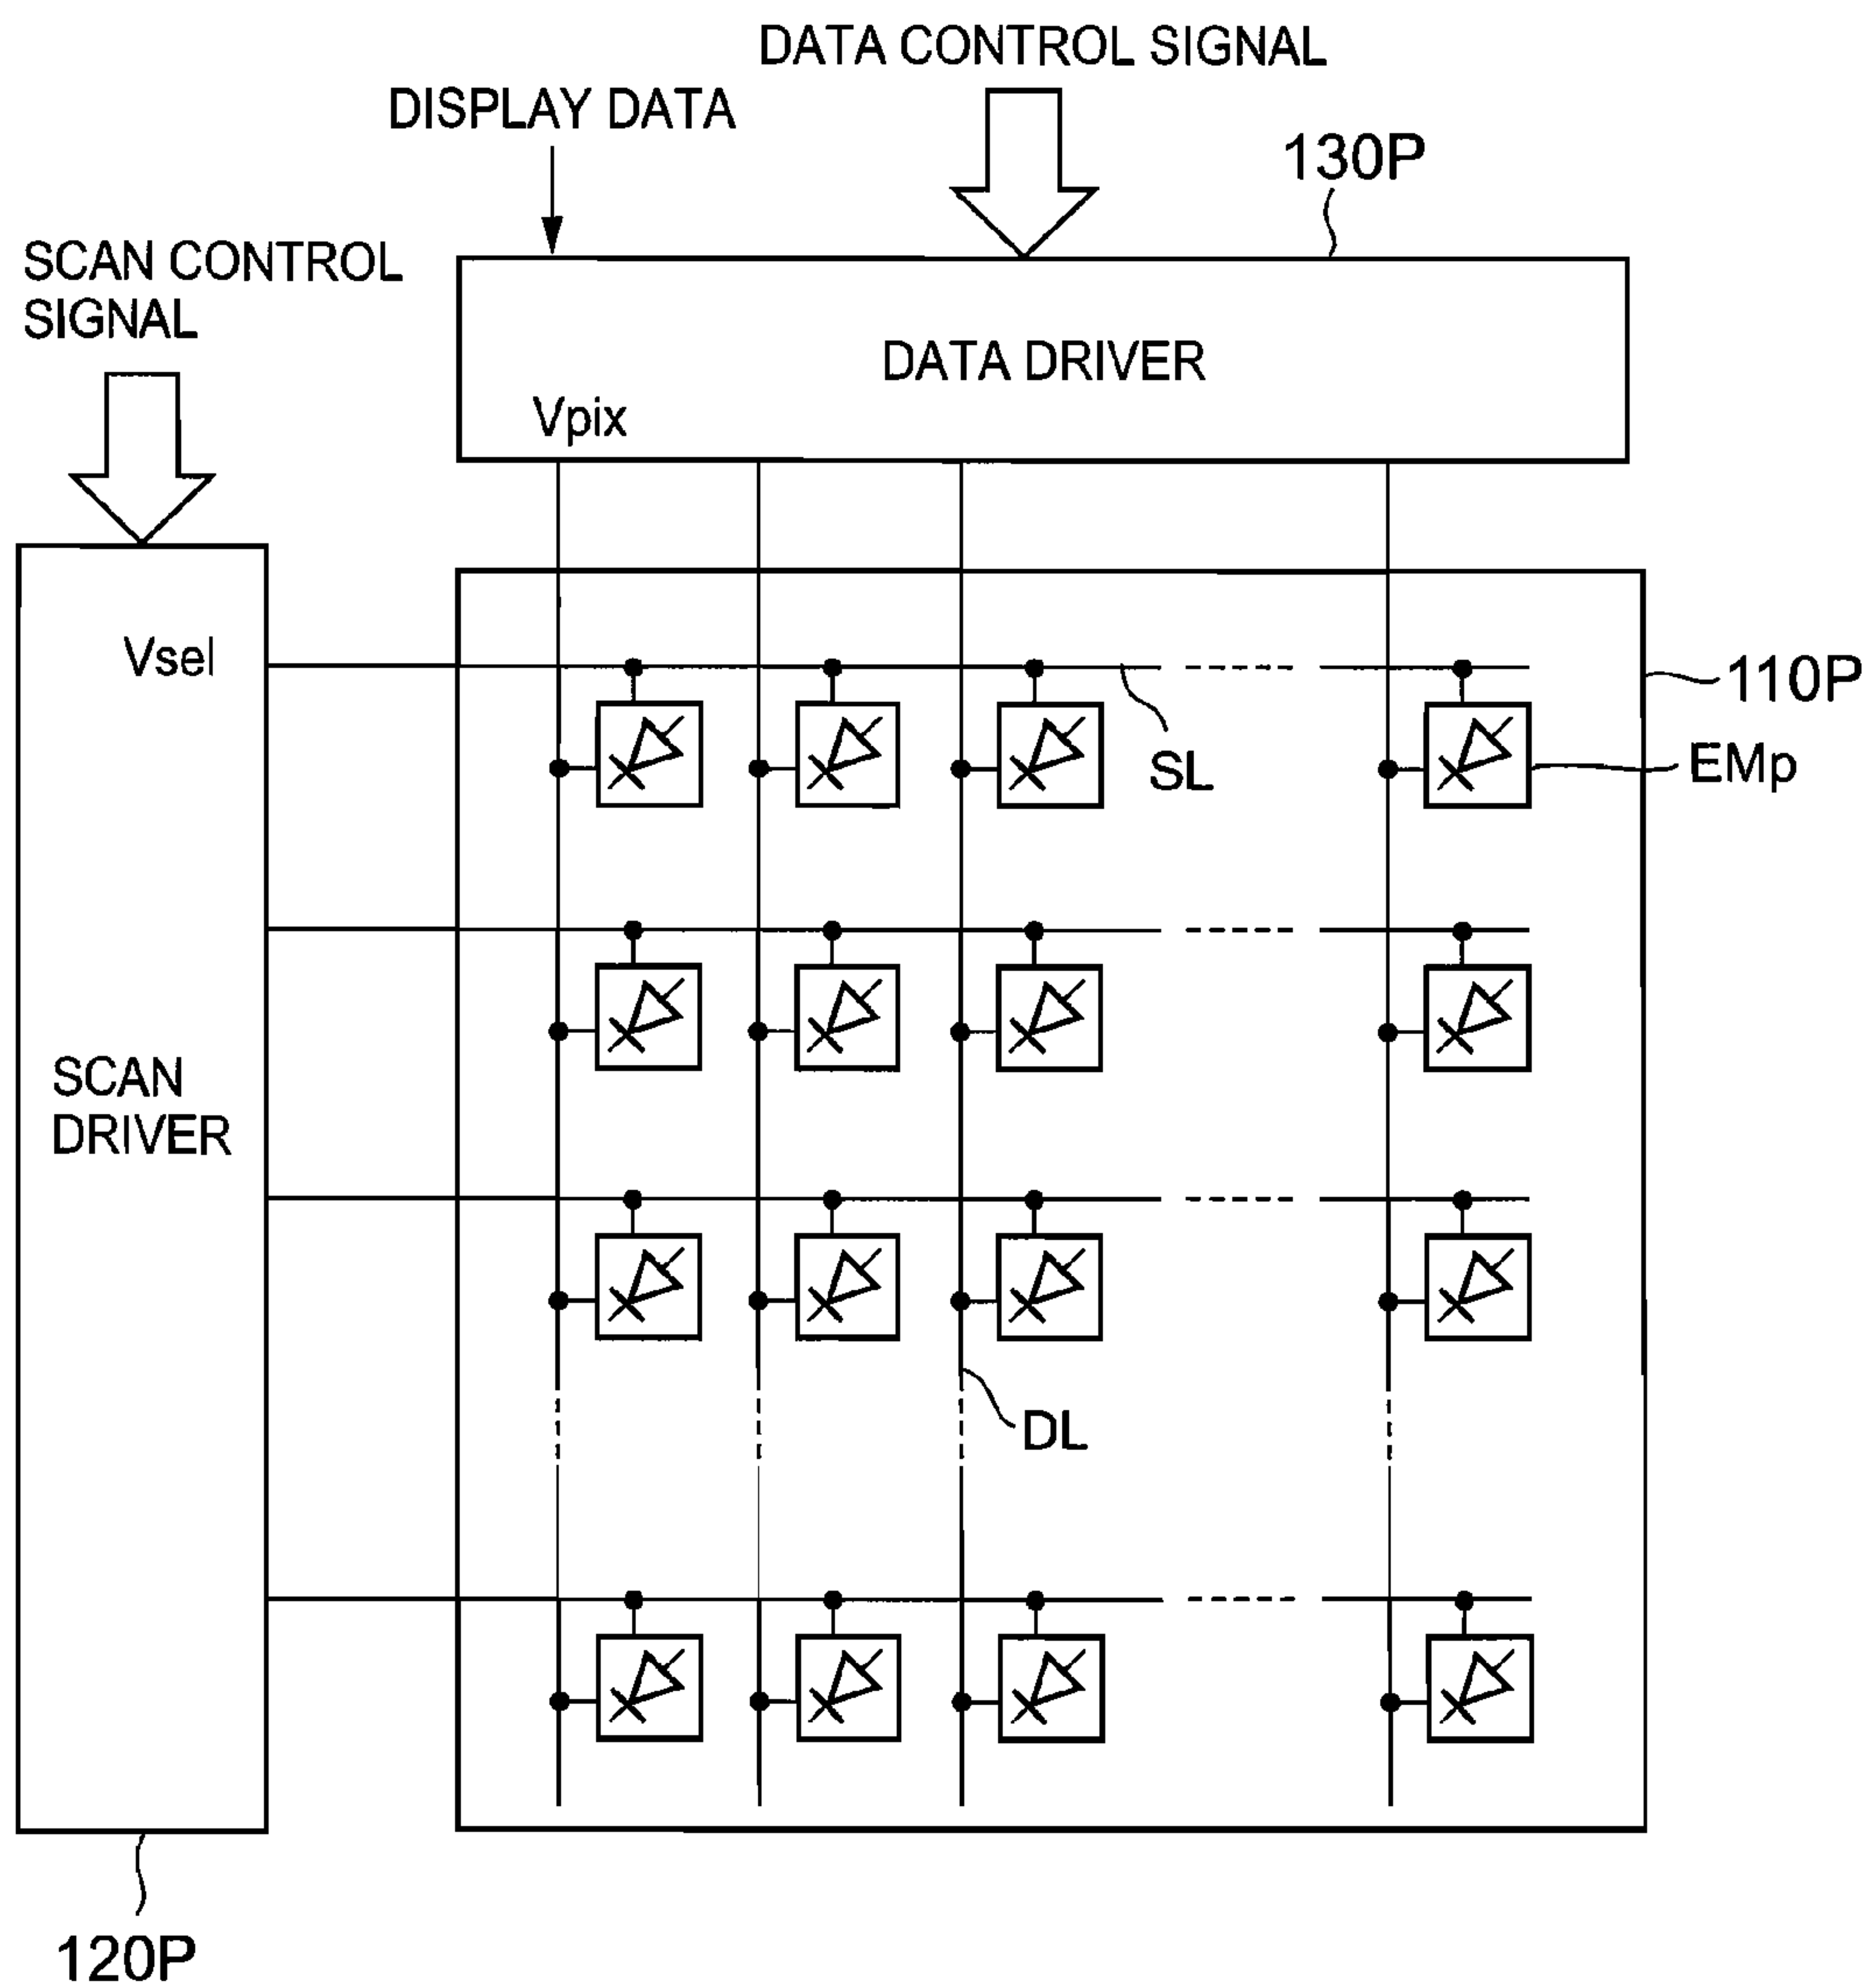 DATA CONTROL SIGNAL
DISPLAY DATA
130P
SCAN CONTROL
SIGNAL
DATA DRIVER
Vpix
Vsel
110P
SL
EMp
SCAN
DRIVER
DL
120P